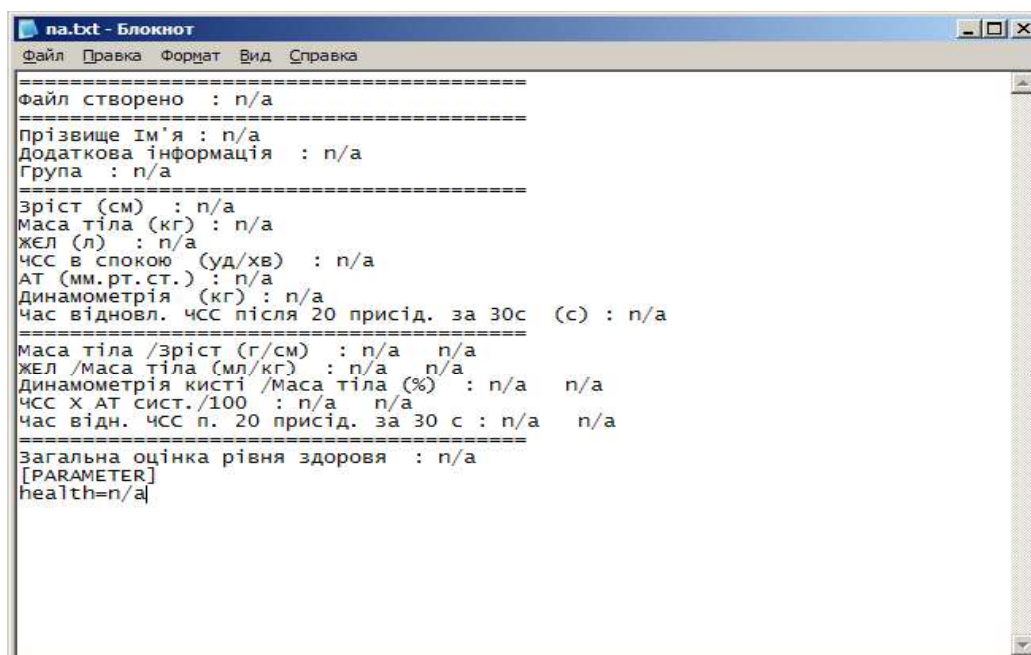 na.txt - Блокнот
Файл Правка Формат Вид Справка
========================================
Файл створено  : n/a
========================================
Прізвище Ім'я : n/a
Додаткова інформація  : n/a
Група  : n/a
========================================
Зріст (см)  : n/a
Маса тіла (кг) : n/a
ЖЄЛ (л)  : n/a
ЧСС в спокою  (уд/хв)  : n/a
АТ (мм.рт.ст.) : n/a
Динамометрія  (кг) : n/a
Час відновл. ЧСС після 20 присід. за 30с  (с) : n/a
========================================
Маса тіла /Зріст (г/см)  : n/a   n/a
ЖЕЛ /Маса тіла (мл/кг)  : n/a   n/a
Динамометрія кисті /Маса тіла (%)  : n/a   n/a
ЧСС Х АТ сист./100  : n/a   n/a
Час відн. ЧСС п. 20 присід. за 30 с : n/a   n/a
========================================
Загальна оцінка рівня здоровя  : n/a
[PARAMETER]
health=n/a